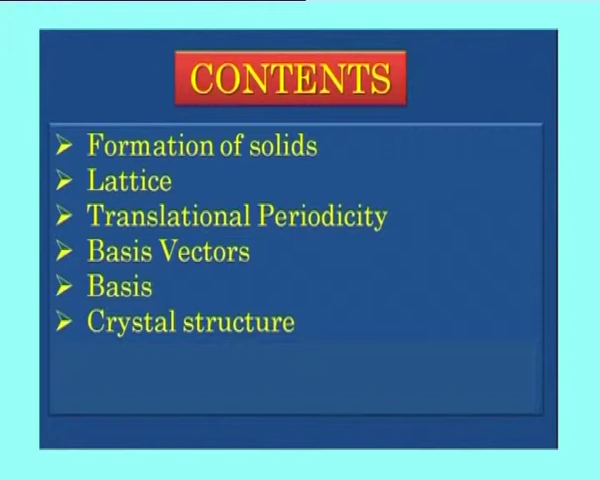 CONTENTS
Formation of solids
Lattice
Translational Periodicity
Basis Vectors
Basis
Crystal structure